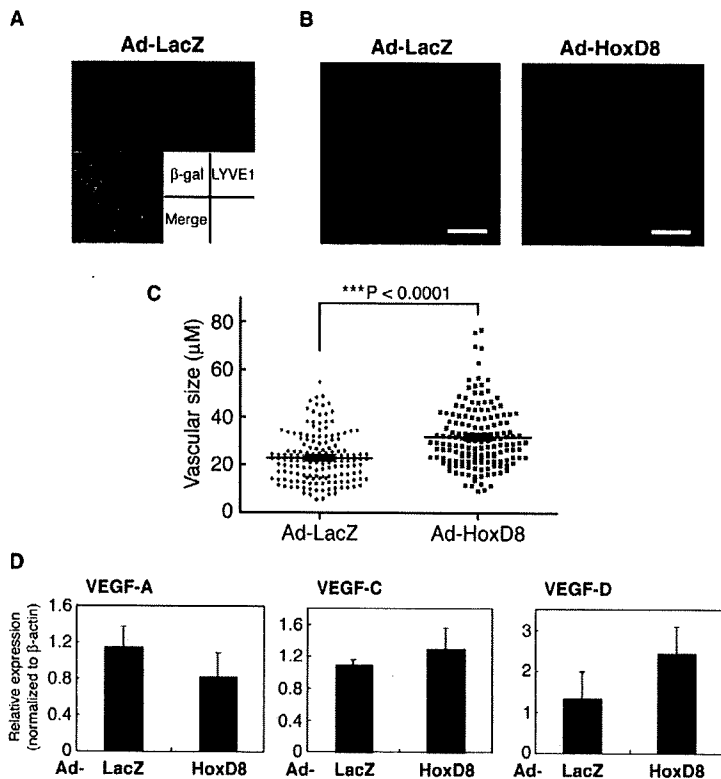 A
Ad-LacZ
β-gal LYVE1
Merge
B
Ad-LacZ Ad-HoxD8
C
***P < 0.0001
Vascular size (μM)
80
60
40
20
0
Ad-LacZ Ad-HoxD8
D
Relative expression
(normalized to β-actin)
VEGF-A
1.6
1.2
0.8
0.4
0
Ad- LacZ HoxD8
VEGF-C
1.6
1.2
0.8
0.4
0
Ad- LacZ HoxD8
VEGF-D
3
2
1
0
Ad- LacZ HoxD8